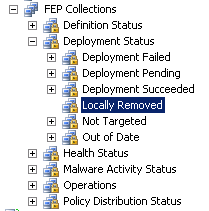 FEP Collections
Definition Status
Deployment Status
Deployment Failed
Deployment Pending
Deployment Succeeded
Locally Removed
Not Targeted
Out of Date
Health Status
Malware Activity Status
Operations
Policy Distribution Status